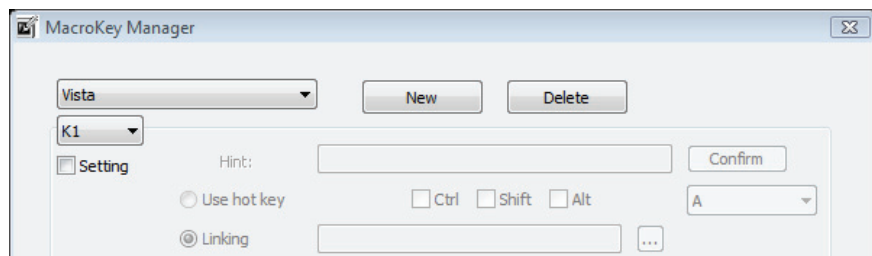 MacroKey Manager
Vista New Delete
K1
Setting Hint: Confirm
Use hot key Ctrl Shift Alt A
Linking ...